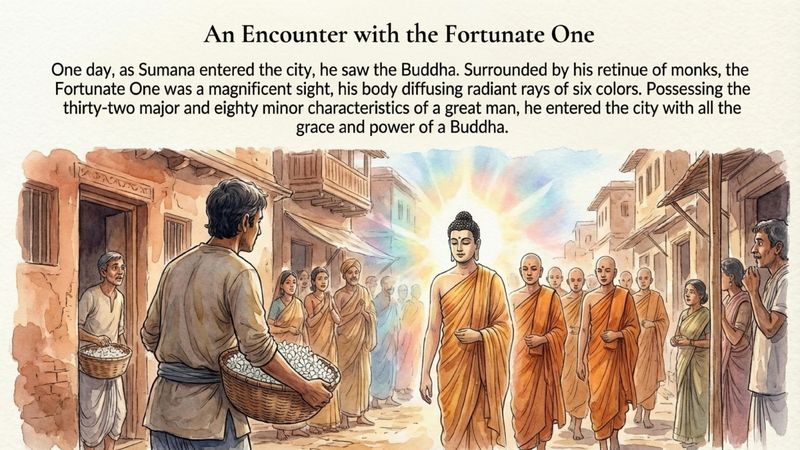 An Encounter with the Fortunate One
One day, as Sumana entered the city, he saw the Buddha. Surrounded by his retinue of monks, the
Fortunate One was a magnificent sight, his body diffusing radiant rays of six colors. Possessing the
thirty-two major and eighty minor characteristics of a great man, he entered the city with all the
grace and power of a Buddha.